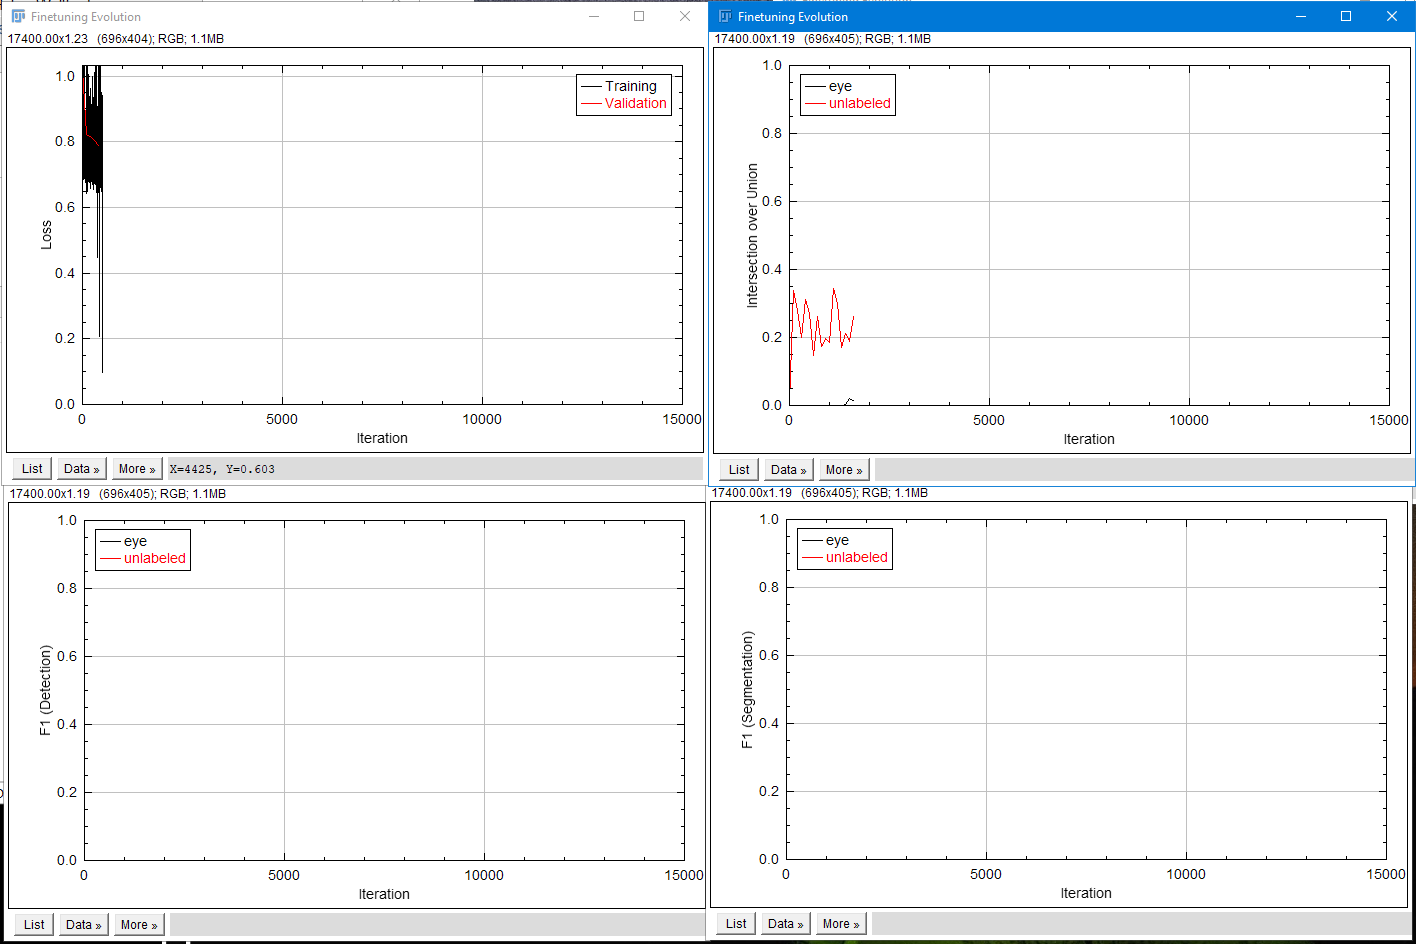 Finetuning Evolution
17400.00x1.23 (696x404); RGB; 1.1MB
1.0
0.8
0.6
0.4
0.2
0.0
Loss
Training
Validation
0
5000
10000
15000
Iteration
List
Data »
More »
X=4425, Y=0.603
Finetuning Evolution
17400.00x1.19 (696x405); RGB; 1.1MB
1.0
0.8
0.6
0.4
0.2
0.0
Intersection over Union
eye
unlabeled
0
5000
10000
15000
Iteration
List
Data »
More »
17400.00x1.19 (696x405); RGB; 1.1MB
1.0
0.8
0.6
0.4
0.2
0.0
F1 (Detection)
eye
unlabeled
0
5000
10000
15000
Iteration
List
Data »
More »
17400.00x1.19 (696x405); RGB; 1.1MB
1.0
0.8
0.6
0.4
0.2
0.0
F1 (Segmentation)
eye
unlabeled
0
5000
10000
15000
Iteration
List
Data »
More »